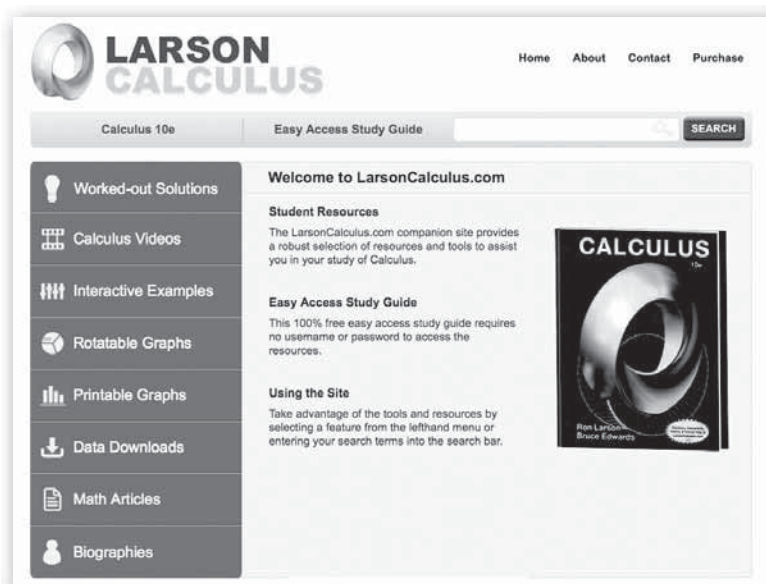 LARSON
CALCULUS
Home About Contact Purchase
Calculus 10e Easy Access Study Guide SEARCH
Worked-out Solutions
Calculus Videos
Interactive Examples
Rotatable Graphs
Printable Graphs
Data Downloads
Math Articles
Biographies
Welcome to LarsonCalculus.com
Student Resources
The LarsonCalculus.com companion site provides
a robust selection of resources and tools to assist
you in your study of Calculus.
Easy Access Study Guide
This 100% free easy access study guide requires
no username or password to access the
resources.
Using the Site
Take advantage of the tools and resources by
selecting a feature from the lefthand menu or
entering your search terms into the search bar.
CALCULUS
10e
Ron Larson
Bruce Edwards